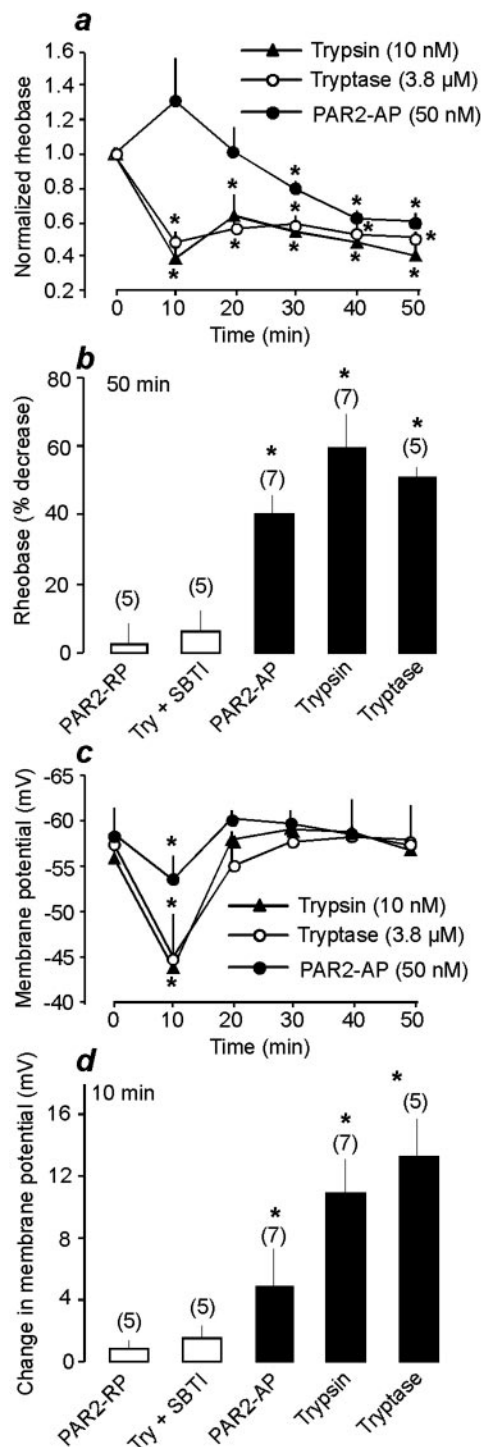 a
Normalized rheobase
1.6
1.4
1.2
1.0
0.8
0.6
0.4
0.2
Trypsin (10 nM)
Tryptase (3.8 µM)
PAR2-AP (50 nM)
* * * * *
* * * * *
* * * *
0 10 20 30 40 50
Time (min)
b
50 min
Rheobase (% decrease)
80
60
40
20
0
(5)
(5)
*
(7)
*
(7)
*
(5)
PAR2-RP
Try + SBTI
PAR2-AP
Trypsin
Tryptase
c
Membrane potential (mV)
-65
-60
-55
-50
-45
-40
*
*
*
Trypsin (10 nM)
Tryptase (3.8 µM)
PAR2-AP (50 nM)
0 10 20 30 40 50
Time (min)
d
10 min
Change in membrane potential (mV)
16
12
8
4
0
(5)
(5)
*
(7)
*
(7)
*
(5)
PAR2-RP
Try + SBTI
PAR2-AP
Trypsin
Tryptase